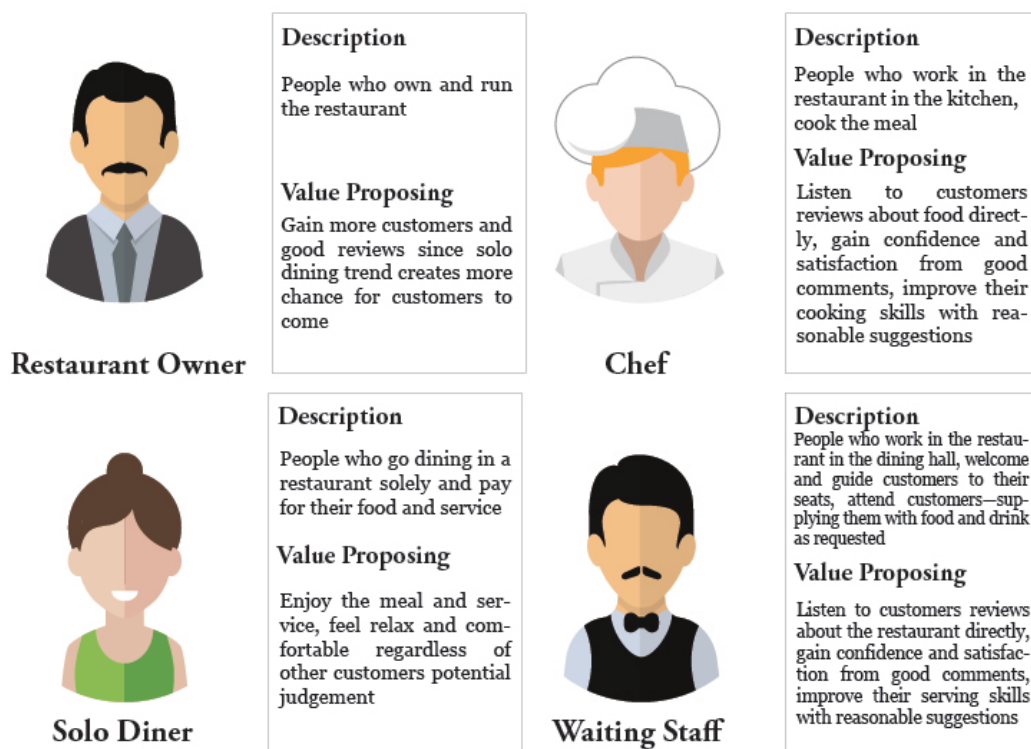 Description
People who own and run
the restaurant
Value Proposing
Gain more customers and
good reviews since solo
dining trend creates more
chance for customers to
come
Restaurant Owner
Description
People who work in the
restaurant in the kitchen,
cook the meal
Value Proposing
Listen to customers
reviews about food direct-
ly, gain confidence and
satisfaction from good
comments, improve their
cooking skills with rea-
sonable suggestions
Chef
Description
People who go dining in a
restaurant solely and pay
for their food and service
Value Proposing
Enjoy the meal and ser-
vice, feel relax and com-
fortable regardless of
other customers potential
judgement
Solo Diner
Description
People who work in the restau-
rant in the dining hall, welcome
and guide customers to their
seats, attend customers—sup-
plying them with food and drink
as requested
Value Proposing
Listen to customers reviews
about the restaurant directly,
gain confidence and satisfac-
tion from good comments,
improve their serving skills
with reasonable suggestions
Waiting Staff